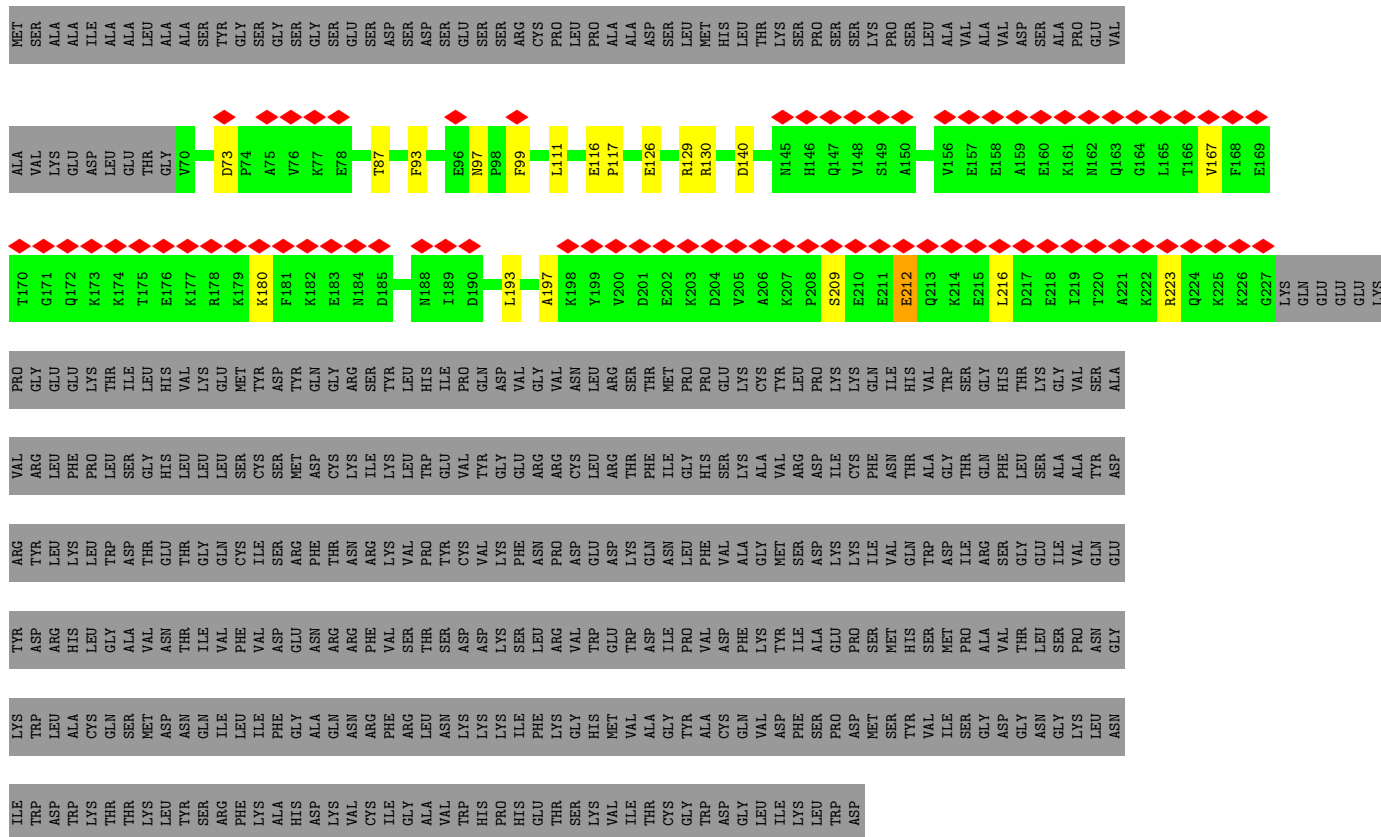 MET SER ALA ALA ILE ALA ALA LEU ALA ALA SER TYR GLY SER GLY SER GLY SER GLU SER ASP SER ASP SER GLU SER SER ARG CYS PRO LEU PRO ALA ALA ASP SER LEU MET HIS LEU THR LYS SER PRO SER SER LYS PRO SER LEU ALA VAL ALA VAL ASP SER ALA PRO GLU VAL
ALA VAL LYS GLU ASP LEU GLU THR GLY V70 D73 P74 A75 V76 K77 E78 T87 F93 E96 N97 P98 F99 L111 E116 P117 E126 R129 R130 D140 N145 H146 Q147 V148 S149 A150 V156 E157 E158 A159 E160 K161 N162 Q163 G164 L165 T166 V167 F168 E169
T170 G171 Q172 K173 K174 T175 E176 K177 R178 K179 K180 F181 K182 E183 N184 D185 N188 I189 D190 L193 A197 K198 Y199 V200 D201 E202 K203 D204 V205 A206 K207 P208 S209 E210 E211 E212 Q213 K214 E215 L216 D217 E218 I219 T220 A221 K222 R223 Q224 K225 K226 G227 LYS GLN GLU GLU GLU LYS
PRO GLY GLU GLU LYS THR ILE LEU HIS VAL LYS GLU MET TYR ASP TYR GLN GLY ARG SER TYR LEU HIS ILE PRO GLN ASP VAL GLY VAL ASN LEU ARG SER THR MET PRO PRO GLU LYS CYS TYR LEU PRO LYS LYS GLN ILE HIS VAL TRP SER GLY HIS THR LYS GLY VAL SER ALA
VAL ARG LEU PHE PRO LEU SER GLY HIS LEU LEU LEU SER CYS SER MET ASP CYS LYS ILE LYS LEU TRP GLU VAL TYR GLY GLU ARG ARG CYS LEU ARG THR PHE ILE GLY HIS SER LYS ALA VAL ARG ASP ILE CYS PHE ASN THR ALA GLY THR GLN PHE LEU SER ALA ALA TYR ASP
ARG TYR LEU LYS LEU TRP ASP THR GLU THR GLY GLN CYS ILE SER ARG PHE THR ASN ARG LYS VAL PRO TYR CYS VAL LYS PHE ASN PRO ASP GLU ASP LYS GLN ASN LEU PHE VAL ALA GLY MET SER ASP LYS LYS ILE VAL GLN TRP ASP ILE ARG SER GLY GLU ILE VAL GLN GLU
TYR ASP ARG HIS LEU GLY ALA VAL ASN THR ILE VAL PHE VAL ASP GLU ASN ARG ARG PHE VAL SER THR SER ASP ASP LYS SER LEU ARG VAL TRP GLU TRP ASP ILE PRO VAL ASP PHE LYS TYR ILE ALA GLU PRO SER MET HIS SER MET PRO ALA VAL THR LEU SER PRO ASN GLY
LYS TRP LEU ALA CYS GLN SER MET ASP ASN GLN ILE LEU ILE PHE GLY ALA GLN ASN ARG PHE ARG LEU ASN LYS LYS LYS ILE PHE LYS GLY HIS MET VAL ALA GLY TYR ALA CYS GLN VAL ASP PHE SER PRO ASP MET SER TYR VAL ILE SER GLY ASP GLY ASN GLY LYS LEU ASN
ILE TRP ASP TRP LYS THR THR LYS LEU TYR SER ARG PHE LYS ALA HIS ASP LYS VAL CYS ILE GLY ALA VAL TRP HIS PRO HIS GLU THR SER LYS VAL ILE THR CYS GLY TRP ASP GLY LEU ILE LYS LEU TRP ASP